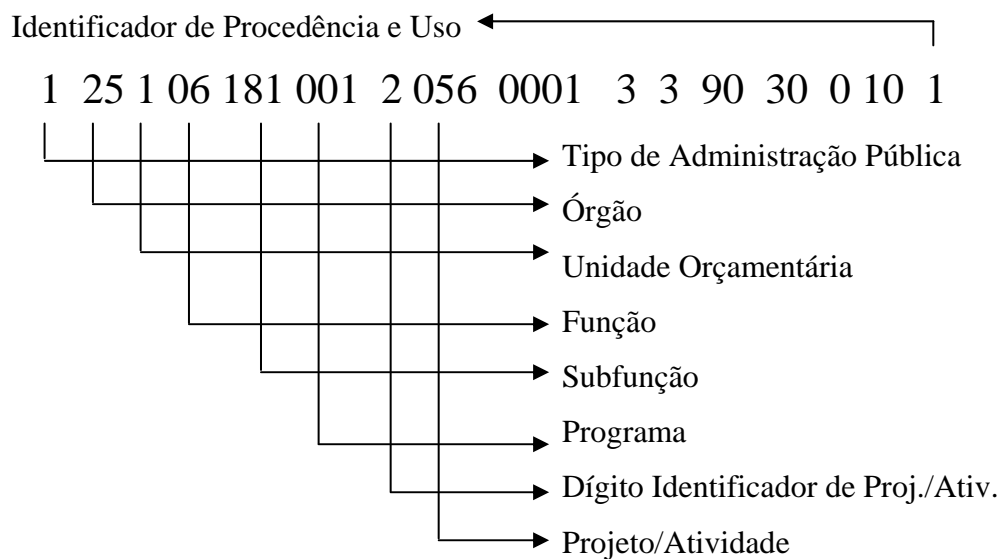 Identificador de Procedência e Uso
1 25 1 06 181 001 2 056 0001 3 3 90 30 0 10 1
Tipo de Administração Pública
Órgão
Unidade Orçamentária
Função
Subfunção
Programa
Dígito Identificador de Proj./Ativ.
Projeto/Atividade